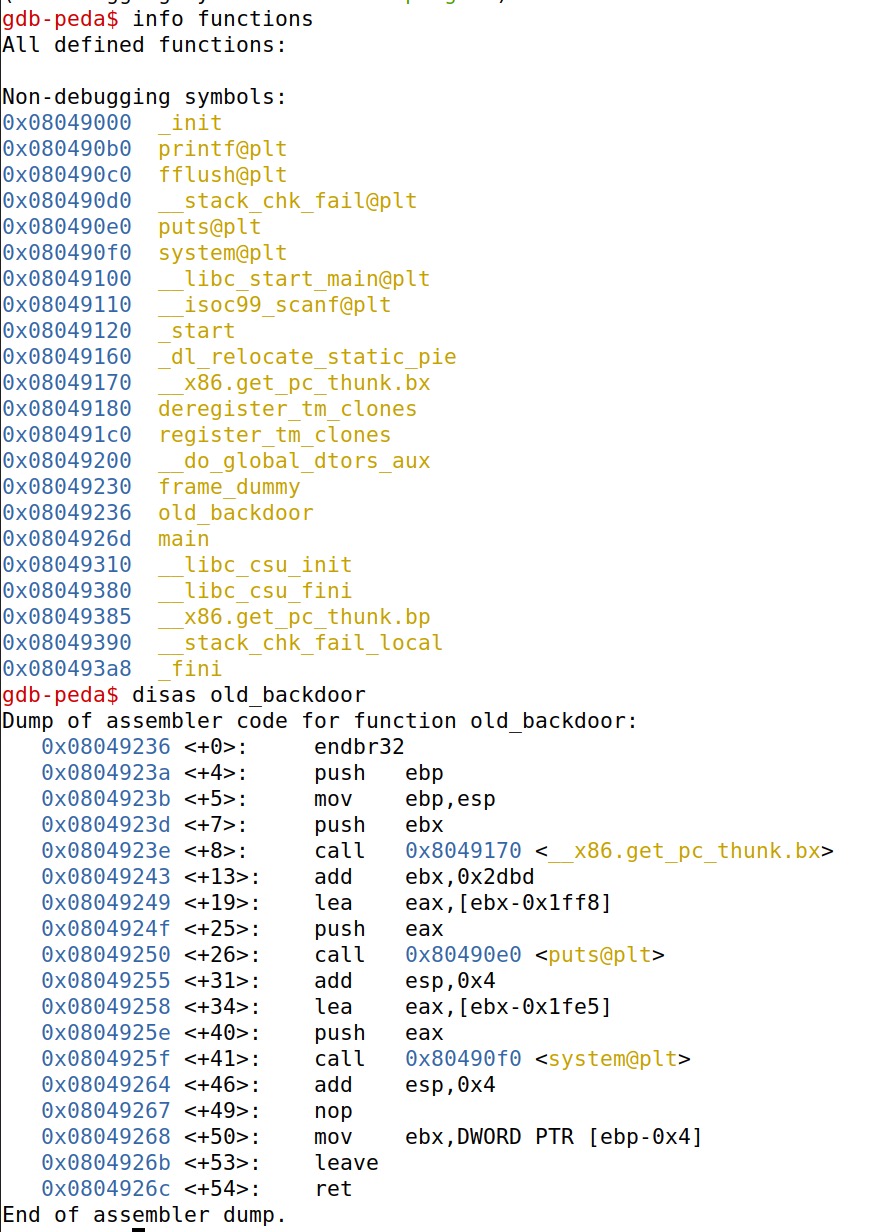 gdb-peda$ info functions
All defined functions:

Non-debugging symbols:
0x08049000  _init
0x080490b0  printf@plt
0x080490c0  fflush@plt
0x080490d0  __stack_chk_fail@plt
0x080490e0  puts@plt
0x080490f0  system@plt
0x08049100  __libc_start_main@plt
0x08049110  __isoc99_scanf@plt
0x08049120  _start
0x08049160  _dl_relocate_static_pie
0x08049170  __x86.get_pc_thunk.bx
0x08049180  deregister_tm_clones
0x080491c0  register_tm_clones
0x08049200  __do_global_dtors_aux
0x08049230  frame_dummy
0x08049236  old_backdoor
0x0804926d  main
0x08049310  __libc_csu_init
0x08049380  __libc_csu_fini
0x08049385  __x86.get_pc_thunk.bp
0x08049390  __stack_chk_fail_local
0x080493a8  _fini
gdb-peda$ disas old_backdoor
Dump of assembler code for function old_backdoor:
   0x08049236 <+0>:     endbr32
   0x0804923a <+4>:     push   ebp
   0x0804923b <+5>:     mov    ebp,esp
   0x0804923d <+7>:     push   ebx
   0x0804923e <+8>:     call   0x8049170 <__x86.get_pc_thunk.bx>
   0x08049243 <+13>:    add    ebx,0x2dbd
   0x08049249 <+19>:    lea    eax,[ebx-0x1ff8]
   0x0804924f <+25>:    push   eax
   0x08049250 <+26>:    call   0x80490e0 <puts@plt>
   0x08049255 <+31>:    add    esp,0x4
   0x08049258 <+34>:    lea    eax,[ebx-0x1fe5]
   0x0804925e <+40>:    push   eax
   0x0804925f <+41>:    call   0x80490f0 <system@plt>
   0x08049264 <+46>:    add    esp,0x4
   0x08049267 <+49>:    nop
   0x08049268 <+50>:    mov    ebx,DWORD PTR [ebp-0x4]
   0x0804926b <+53>:    leave
   0x0804926c <+54>:    ret
End of assembler dump.